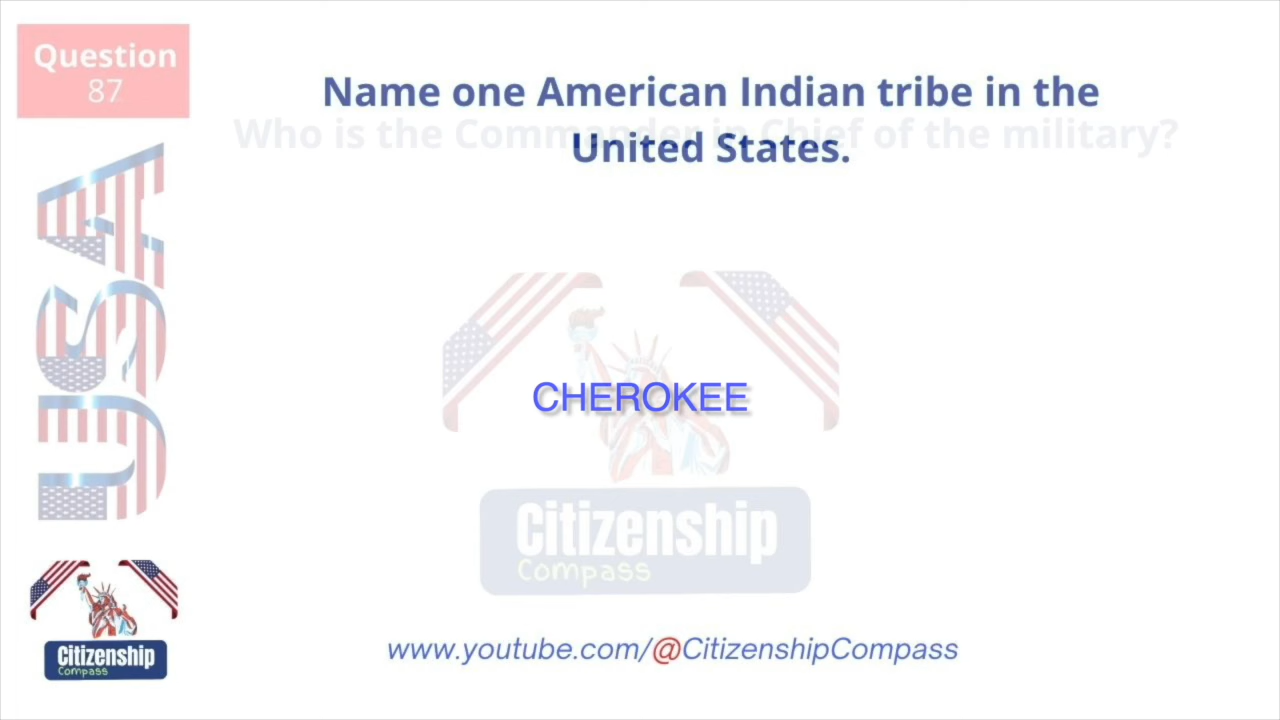 Question
87
Name one American Indian tribe in the
United States.
Who is the Commander in Chief of the military?
CHEROKEE
Citizenship
Compass
www.youtube.com/@CitizenshipCompass
USA
Citizenship
Compass